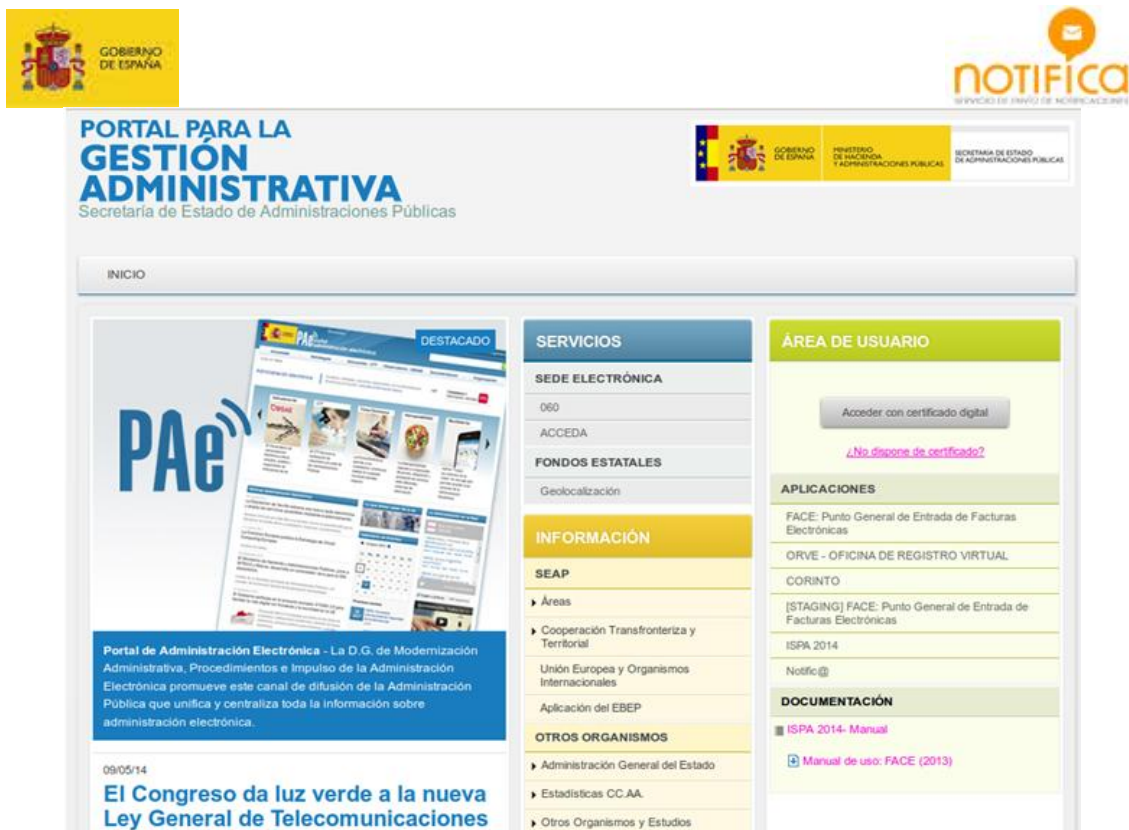 GOBIERNO
DE ESPAÑA
notifica
SERVICIO DE ENVÍO DE NOTIFICACIONES
PORTAL PARA LA
GESTIÓN
ADMINISTRATIVA
Secretaría de Estado de Administraciones Públicas
GOBIERNO
DE ESPAÑA
MINISTERIO
DE HACIENDA
Y ADMINISTRACIONES PÚBLICAS
SECRETARÍA DE ESTADO
DE ADMINISTRACIONES PÚBLICAS
INICIO
DESTACADO
PAe
Portal de Administración Electrónica - La D.G. de Modernización
Administrativa, Procedimientos e Impulso de la Administración
Electrónica promueve este canal de difusión de la Administración
Pública que unifica y centraliza toda la información sobre
administración electrónica.
09/05/14
El Congreso da luz verde a la nueva
Ley General de Telecomunicaciones
SERVICIOS
SEDE ELECTRÓNICA
060
ACCEDA
FONDOS ESTATALES
Geolocalización
INFORMACIÓN
SEAP
Áreas
Cooperación Transfronteriza y
Territorial
Unión Europea y Organismos
Internacionales
Aplicación del EBEP
OTROS ORGANISMOS
Administración General del Estado
Estadísticas CC.AA.
Otros Organismos y Estudios
ÁREA DE USUARIO
Acceder con certificado digital
¿No dispone de certificado?
APLICACIONES
FACE: Punto General de Entrada de Facturas
Electrónicas
ORVE - OFICINA DE REGISTRO VIRTUAL
CORINTO
[STAGING] FACE: Punto General de Entrada de
Facturas Electrónicas
ISPA 2014
Notific@
DOCUMENTACIÓN
ISPA 2014- Manual
Manual de uso: FACE (2013)